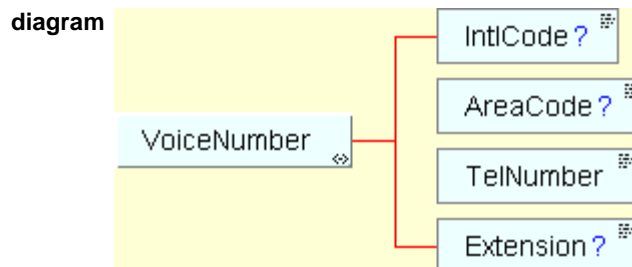 diagram
IntlCode ?
AreaCode ?
VoiceNumber
TelNumber
Extension ?